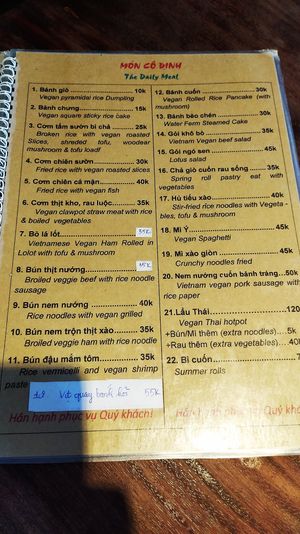 MÓN CỐ ĐỊNH
The Daily Meal
1. Bánh giò 10k
Vegan pyramidal rice Dumpling
2. Bánh chưng 15k
Vegan square sticky rice cake
3. Cơm tấm sườn bì chả 25k
Broken rice with vegan roasted
Slices, shreded tofu, woodear
mushroom & tofu loadf
4. Cơm chiên sườn 30k
Fried rice with vegan roasted slices
5. Cơm chiên cá mặn 40k
Fried rice with vegan fish
6. Cơm thịt kho, rau luộc 35k
Vegan clawpot straw meat with rice
& boiled vegetables
7. Bò lá lốt 35k
Vietnamese Vegan Ham Rolled in
Lolot with tofu & mushroom
8. Bún thịt nướng 45k
Broiled veggie beef with rice noodle
sausage
9. Bún nem nướng 40k
Rice noodles with vegan grilled
10. Bún nem trộn thịt xào 35k
Broiled veggie ham with rice noodle
11. Bún đậu mắm tôm 35k
Rice vermicelli and vegan shrimp
paste
Vịt quay bánh hỏi 55k
Hân hạnh phục vụ Quý khách!
12. Bánh cuốn 30k
Vegan Rolled Rice Pancake (with
mushroom)
13. Bánh bèo chén 30k
Water Ferm Steamed Cake
14. Gỏi khô bò 35k
Vietnam Vegan beef salad
15. Gỏi ngó sen 45k
Lotus salad
16. Chả giò cuốn rau sống 35k
Spring roll pastry eat with
vegetables
17. Hủ tiếu xào 40k
Stir-fried rice noodles with Vegeta-
bles, tofu & mushroom
18. Mì Ý
Vegan Spaghetti
19. Mì xào giòn 45k
Crunchy noodles fried
20. Nem nướng cuốn bánh tráng 50k
Vietnam vegan pork sausage with
rice paper
21. Lẩu Thái 120
Vegan Thai hotpot
+Bún/Mì thêm (extra noodles) 5k
+Rau thêm (extra vegetables) 40k
22. Bì cuốn 7
Summer rolls
Hân hạnh phục vụ Quý khách